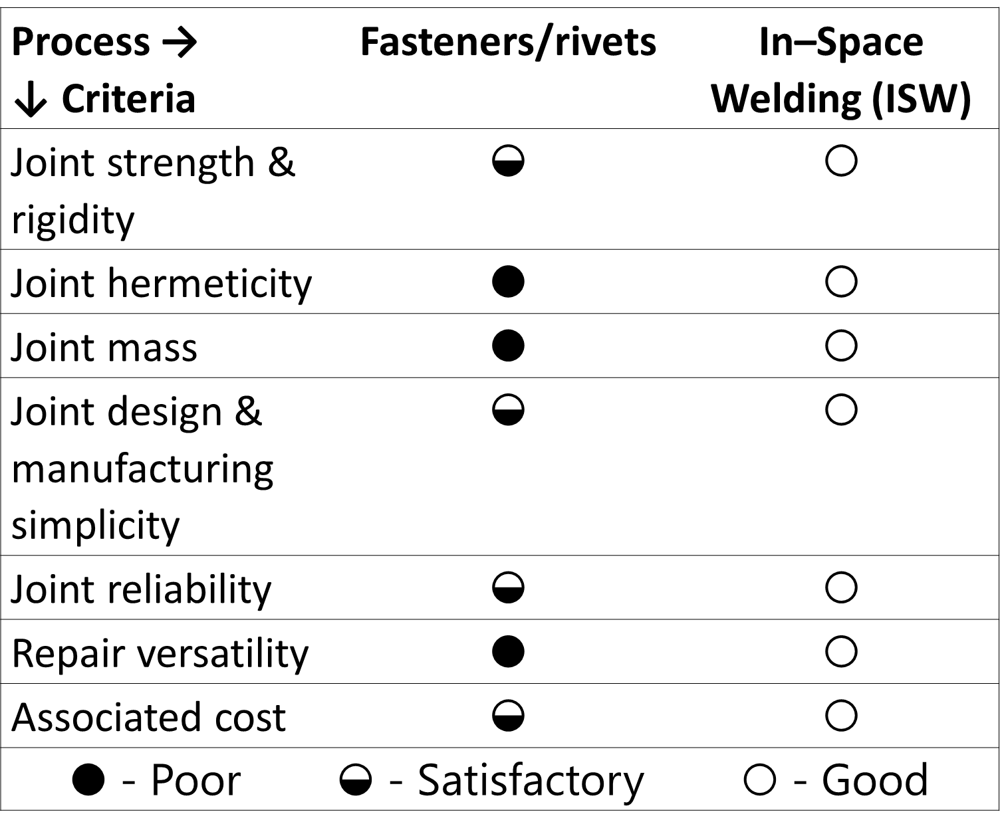 Process → Fasteners/rivets In–Space
↓ Criteria Welding (ISW)
Joint strength & ◒ ○
rigidity
Joint hermeticity ● ○
Joint mass ● ○
Joint design & ◒ ○
manufacturing
simplicity
Joint reliability ◒ ○
Repair versatility ● ○
Associated cost ◒ ○
● - Poor ◒ - Satisfactory ○ - Good